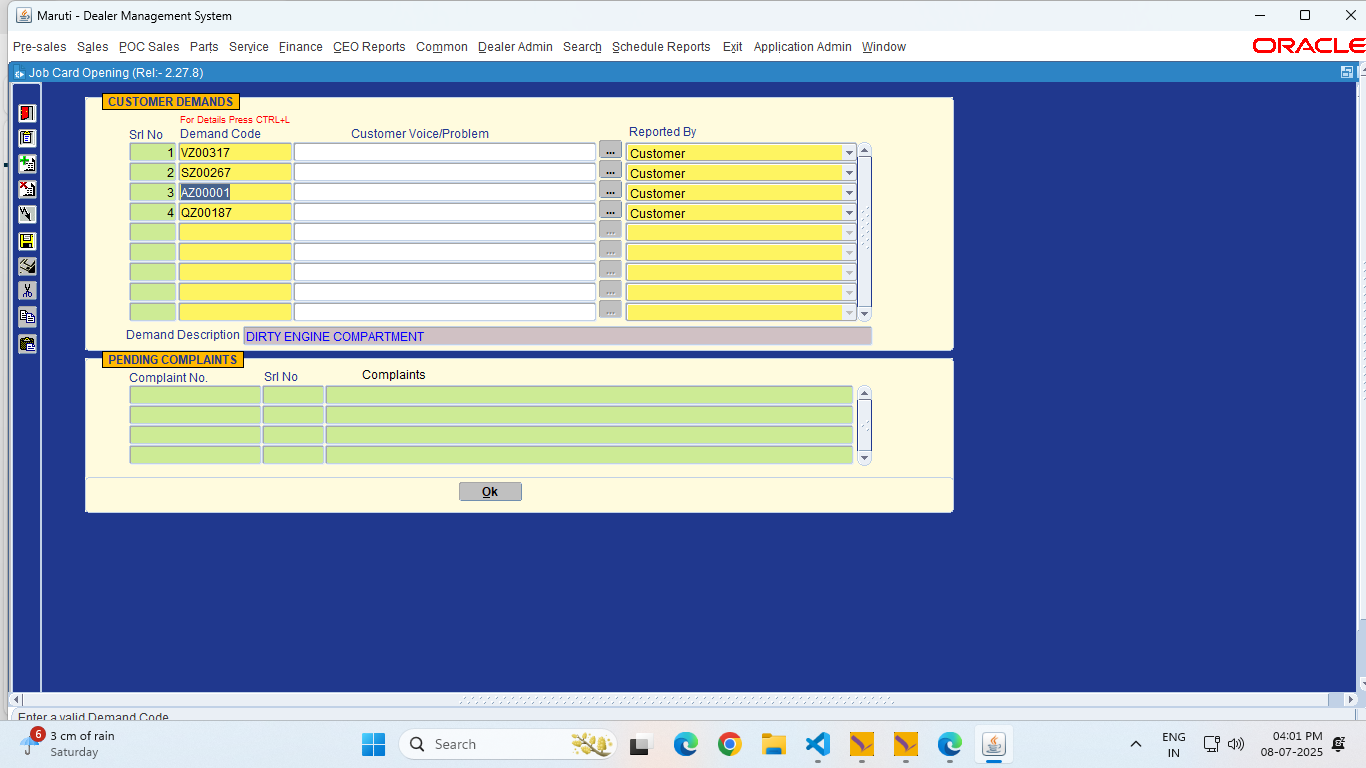 Maruti - Dealer Management System
Pre-sales Sales POC Sales Parts Service Finance CEO Reports Common Dealer Admin Search Schedule Reports Exit Application Admin Window
ORACLE
Job Card Opening (Rel:- 2.27.8)
CUSTOMER DEMANDS
For Details Press CTRL+L
Srl No Demand Code Customer Voice/Problem Reported By
1 VZ00317 ... Customer
2 SZ00267 ... Customer
3 AZ00001 ... Customer
4 QZ00187 ... Customer
...
...
...
...
...
Demand Description DIRTY ENGINE COMPARTMENT
PENDING COMPLAINTS
Complaint No. Srl No Complaints
Ok
Enter a valid Demand Code
6
3 cm of rain
Saturday
Search
ENG
IN
04:01 PM
08-07-2025